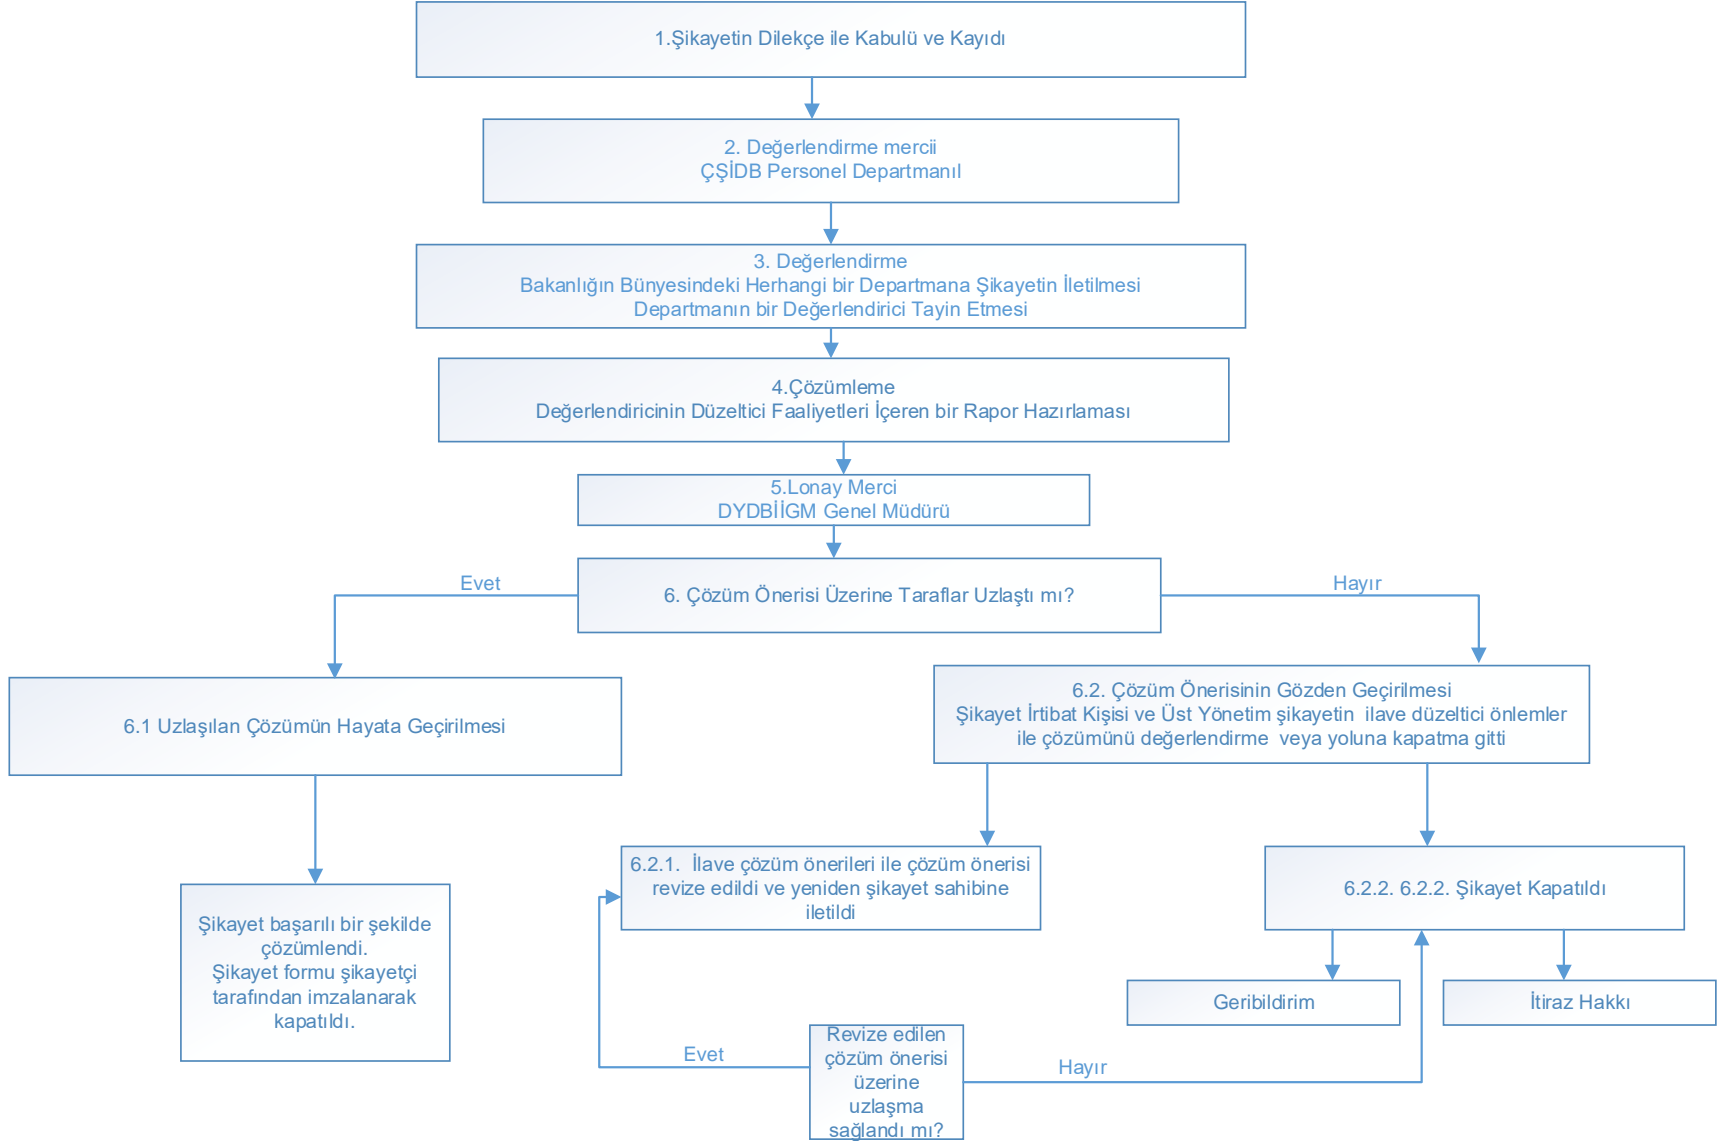 1.Şikayetin Dilekçe ile Kabulü ve Kayıdı
2. Değerlendirme mercii
ÇŞİDB Personel Departmanıl
3. Değerlendirme
Bakanlığın Bünyesindeki Herhangi bir Departmana Şikayetin İletilmesi
Departmanın bir Değerlendirici Tayin Etmesi
4.Çözümleme
Değerlendiricinin Düzeltici Faaliyetleri İçeren bir Rapor Hazırlaması
5.Lonay Merci
DYDBİİGM Genel Müdürü
Evet
6. Çözüm Önerisi Üzerine Taraflar Uzlaştı mı?
Hayır
6.1 Uzlaşılan Çözümün Hayata Geçirilmesi
6.2. Çözüm Önerisinin Gözden Geçirilmesi
Şikayet İrtibat Kişisi ve Üst Yönetim şikayetin ilave düzeltici önlemler
ile çözümünü değerlendirme veya yoluna kapatma gitti
6.2.1. İlave çözüm önerileri ile çözüm önerisi
revize edildi ve yeniden şikayet sahibine
iletildi
6.2.2. 6.2.2. Şikayet Kapatıldı
Şikayet başarılı bir şekilde
çözümlendi.
Şikayet formu şikayetçi
tarafından imzalanarak
kapatıldı.
Geribildirim
İtiraz Hakkı
Evet
Revize edilen
çözüm önerisi
üzerine
uzlaşma
sağlandı mı?
Hayır